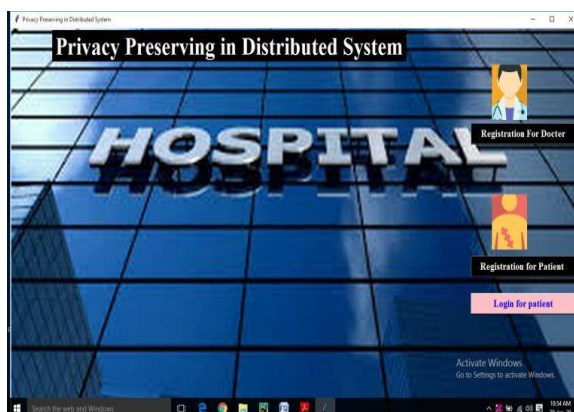 Privacy Preserving in Distributed System
Privacy Preserving in Distributed System
HOSPITAL
Registration For Docter
Registration for Patient
Login for patient
Activate Windows
Go to Settings to activate Windows.
Search the web and Windows
10:54 AM